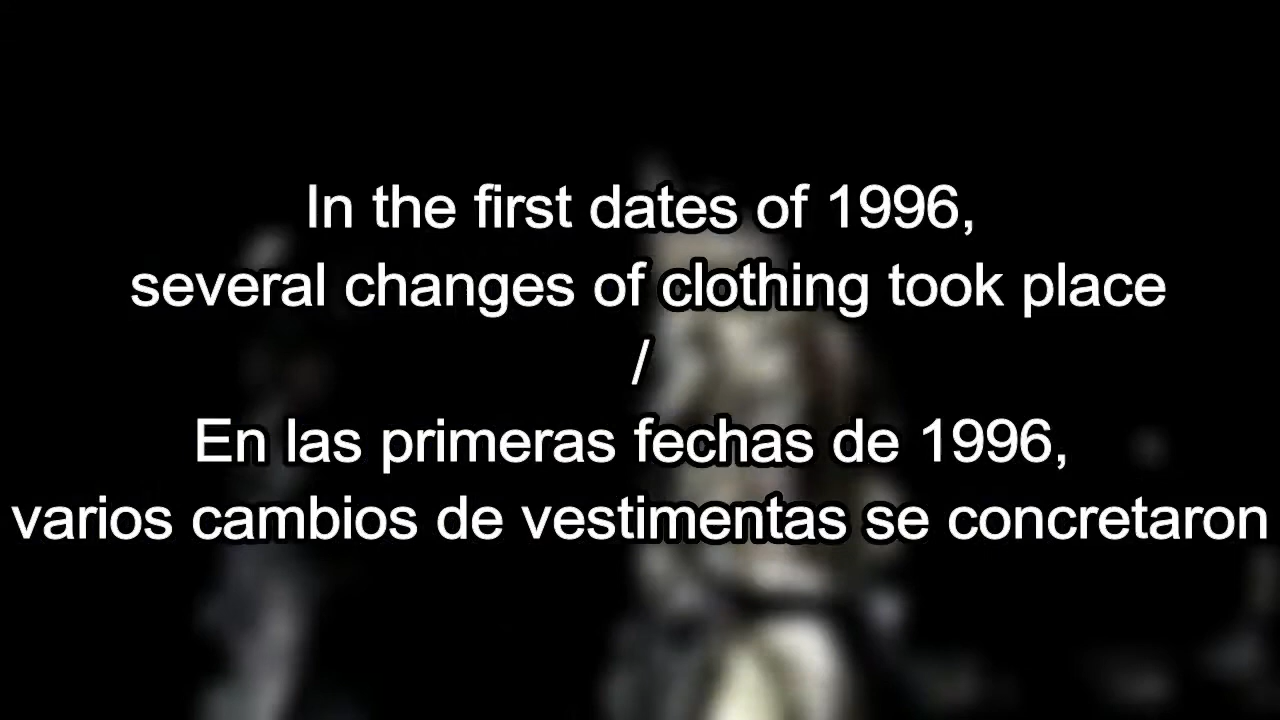 In the first dates of 1996,
several changes of clothing took place
/
En las primeras fechas de 1996,
varios cambios de vestimentas se concretaron